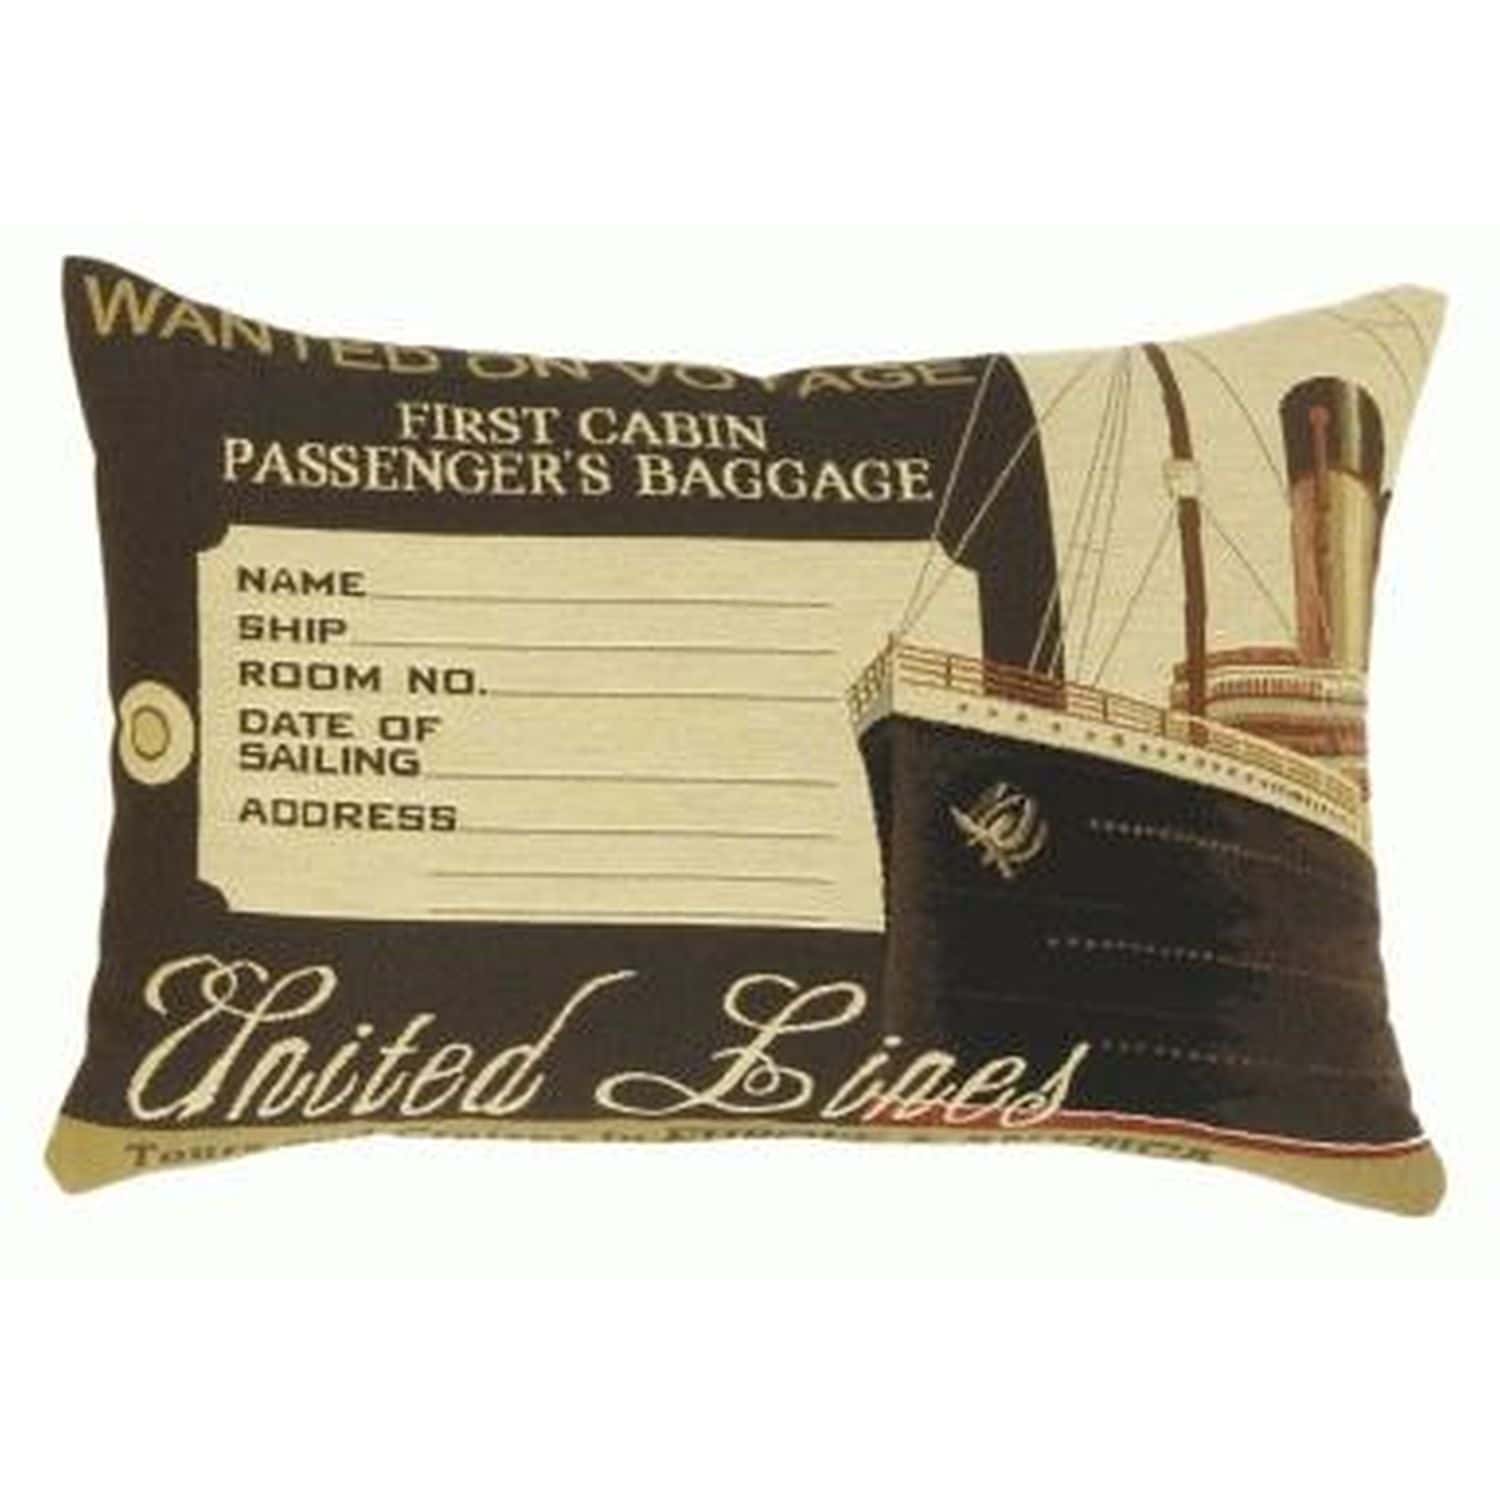 WANTED ON VOYAGE
FIRST CABIN
PASSENGER'S BAGGAGE
NAME
SHIP
ROOM NO.
DATE OF
SAILING
ADDRESS
United Lines